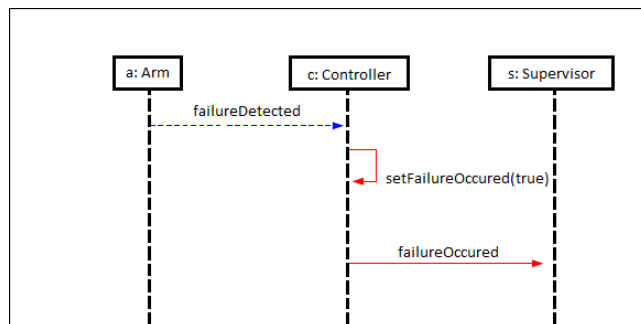 a: Arm
c: Controller
s: Supervisor
failureDetected
setFailureOccured(true)
failureOccured